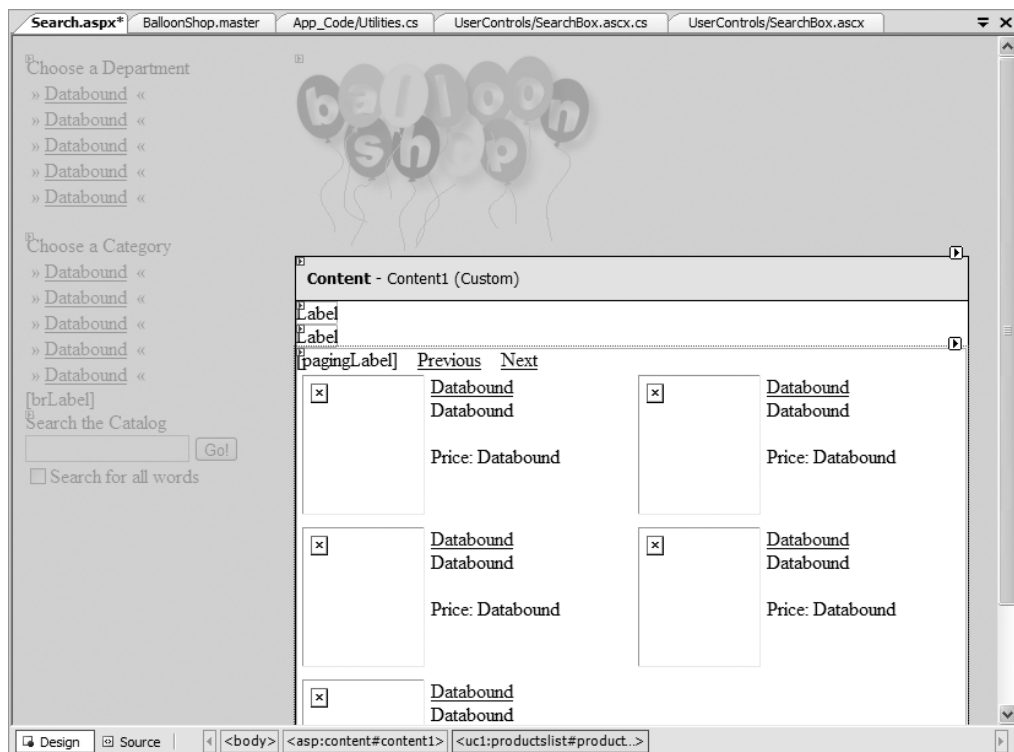 Search.aspx* BalloonShop.master App_Code/Utilities.cs UserControls/SearchBox.ascx.cs UserControls/SearchBox.ascx
Choose a Department
» Databound «
» Databound «
» Databound «
» Databound «
» Databound «
Choose a Category
» Databound «
» Databound «
» Databound «
» Databound «
» Databound «
[brLabel]
Search the Catalog
Go!
Search for all words
balloon
shop
Content - Content1 (Custom)
Label
Label
[pagingLabel] Previous Next
Databound
Databound
Price: Databound
Databound
Databound
Price: Databound
Databound
Databound
Price: Databound
Databound
Databound
Price: Databound
Databound
Databound
Design Source <body> <asp:content#content1> <uc1:productslist#product...>